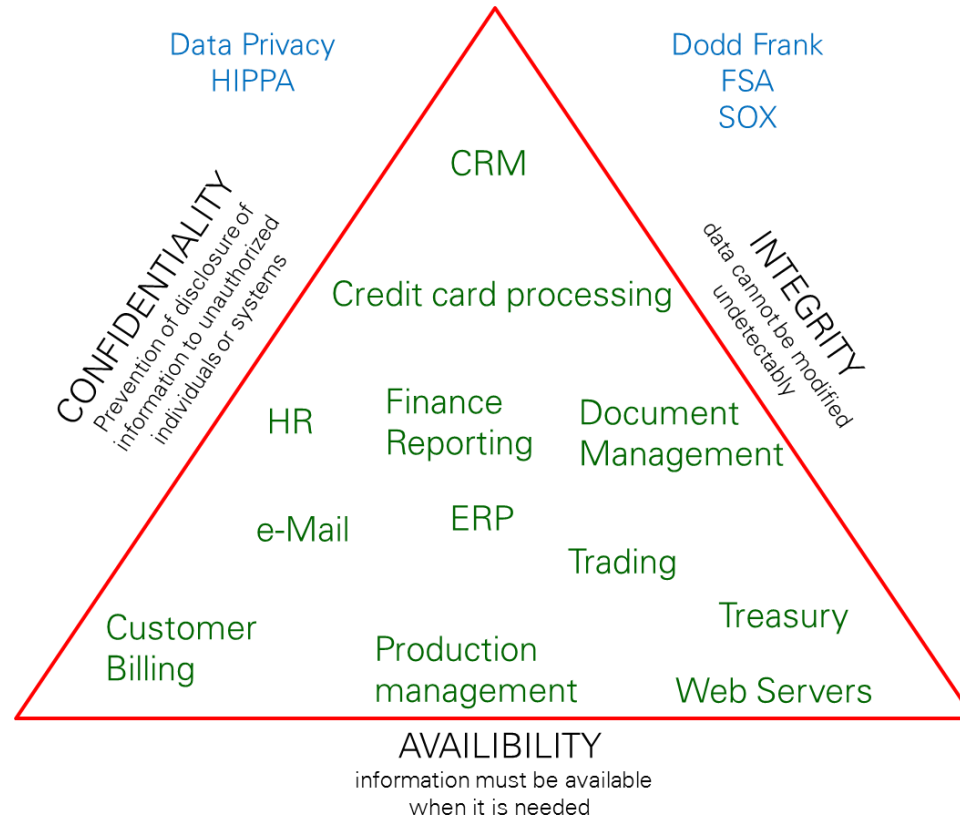 Data Privacy
HIPPA
Dodd Frank
FSA
SOX
CRM
CONFIDENTIALITY
Prevention of disclosure of
information to unauthorized
individuals or systems
INTEGRITY
data cannot be modified
undetectably
Credit card processing
HR
Finance
Reporting
Document
Management
e-Mail
ERP
Trading
Customer
Billing
Production
management
Treasury
Web Servers
AVAILIBILITY
information must be available
when it is needed